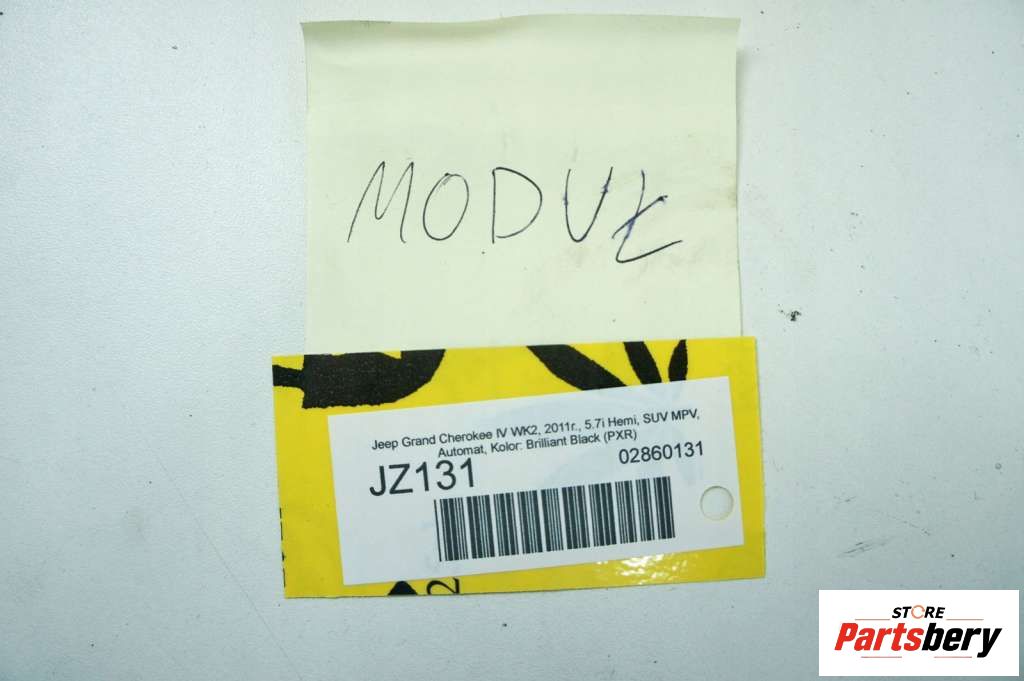 MODUŁ
Jeep Grand Cherokee IV WK2, 2011r., 5.7i Hemi, SUV MPV,
Automat, Kolor: Brilliant Black (PXR)
JZ131 02860131
2
STORE
Partsbery